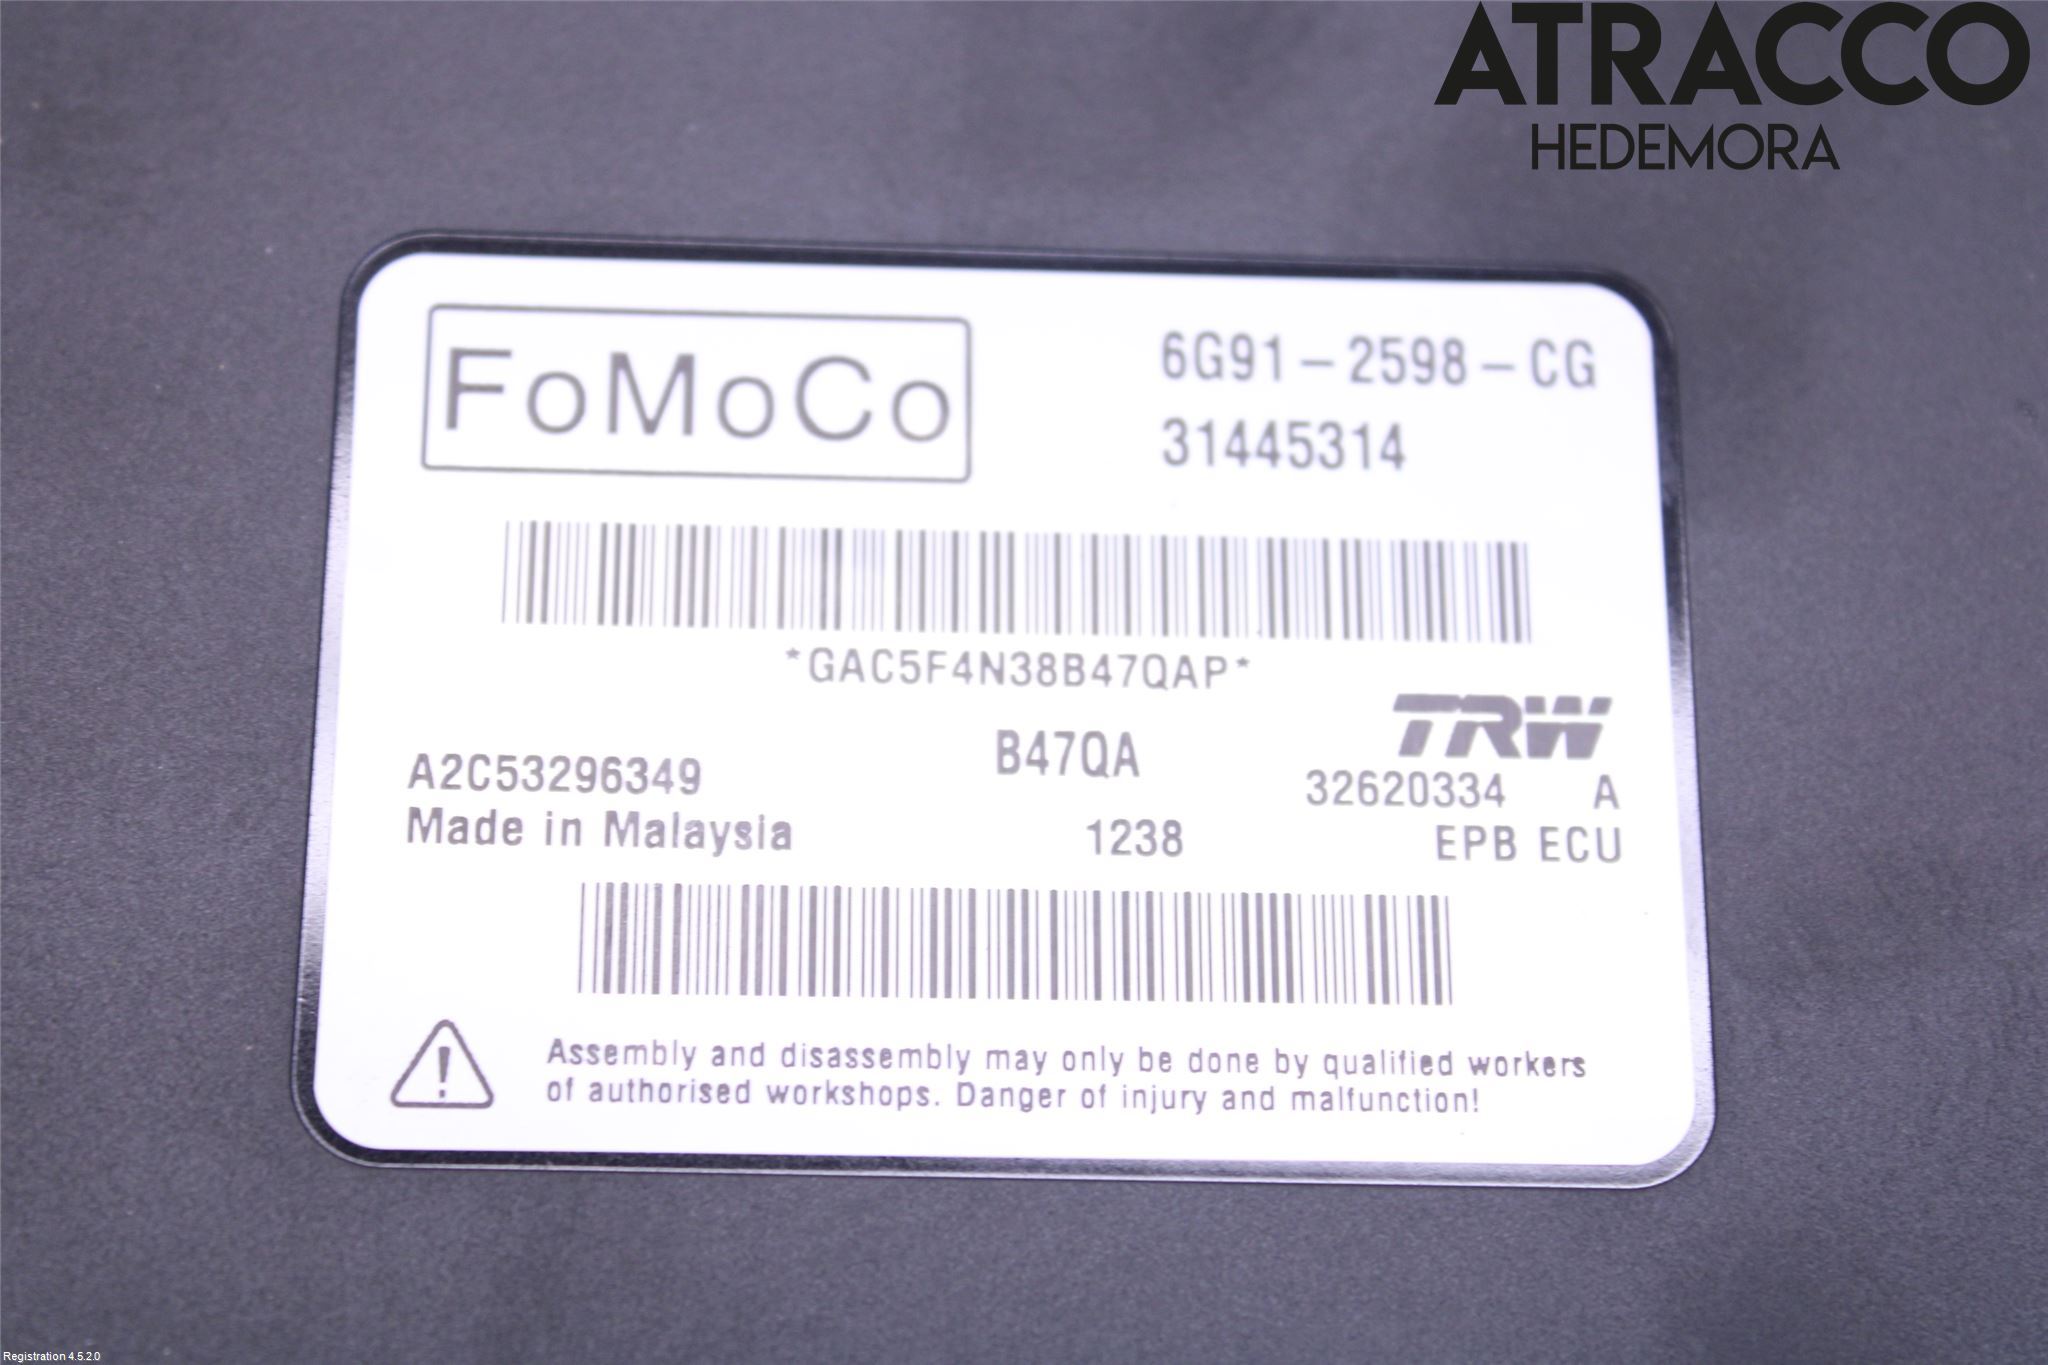 ATRACCO
HEDEMORA
FoMoCo
6G91-2598-CG
31445314
*GAC5F4N38B47QAP*
TRW
A2C53296349
B47QA
32620334 A
Made in Malaysia
1238
EPB ECU
!
Assembly and disassembly may only be done by qualified workers
of authorised workshops. Danger of injury and malfunction!
Registration 4.5.2.0